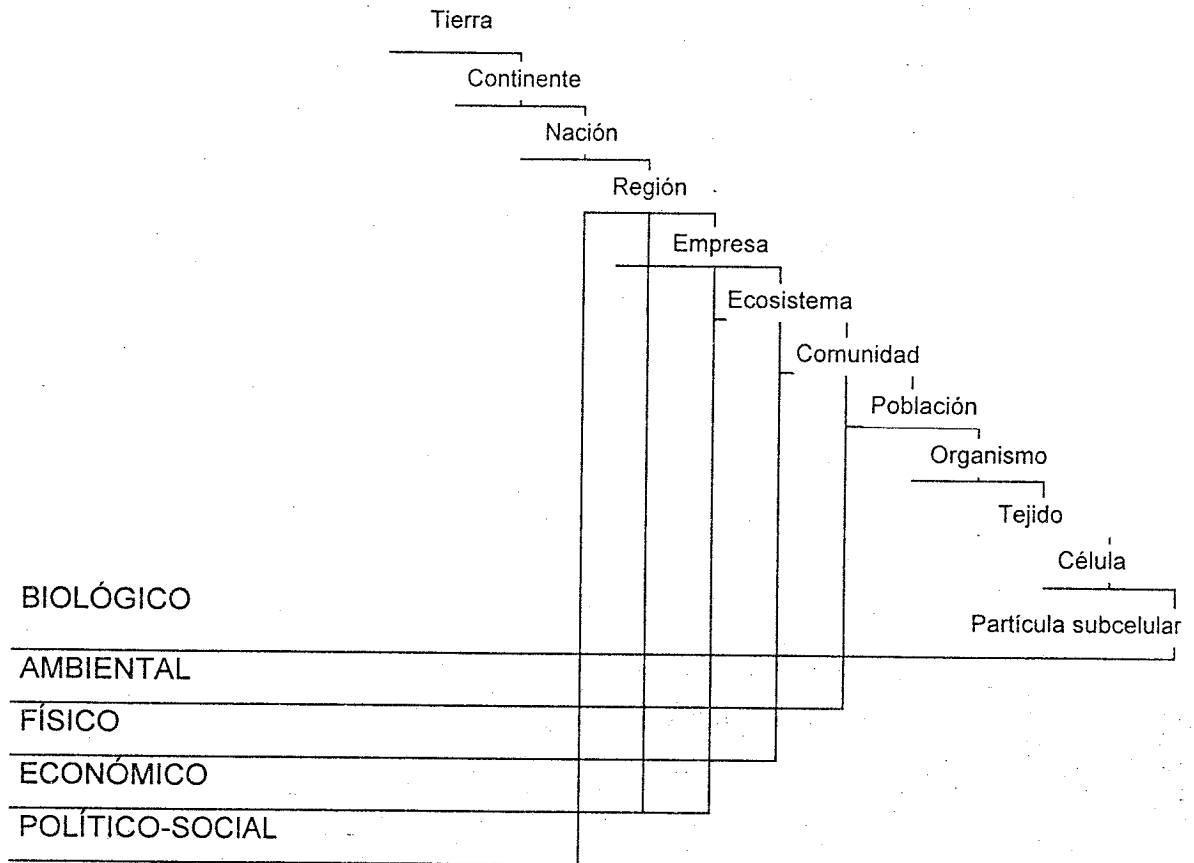 Tierra
Continente
Nación
Región
Empresa
Ecosistema
Comunidad
Población
Organismo
Tejido
Célula
BIOLÓGICO
Partícula subcelular
AMBIENTAL
FÍSICO
ECONÓMICO
POLÍTICO-SOCIAL